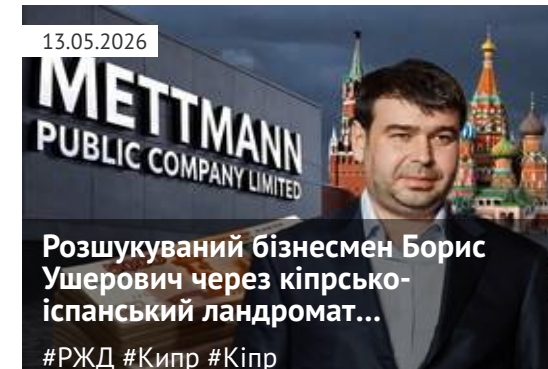 13.05.2026
METTMANN
PUBLIC COMPANY LIMITED
Розшукуваний бізнесмен Борис
Ушерович через кіпрсько-
іспанський ландромат...
#РЖД #Кипр #Кіпр